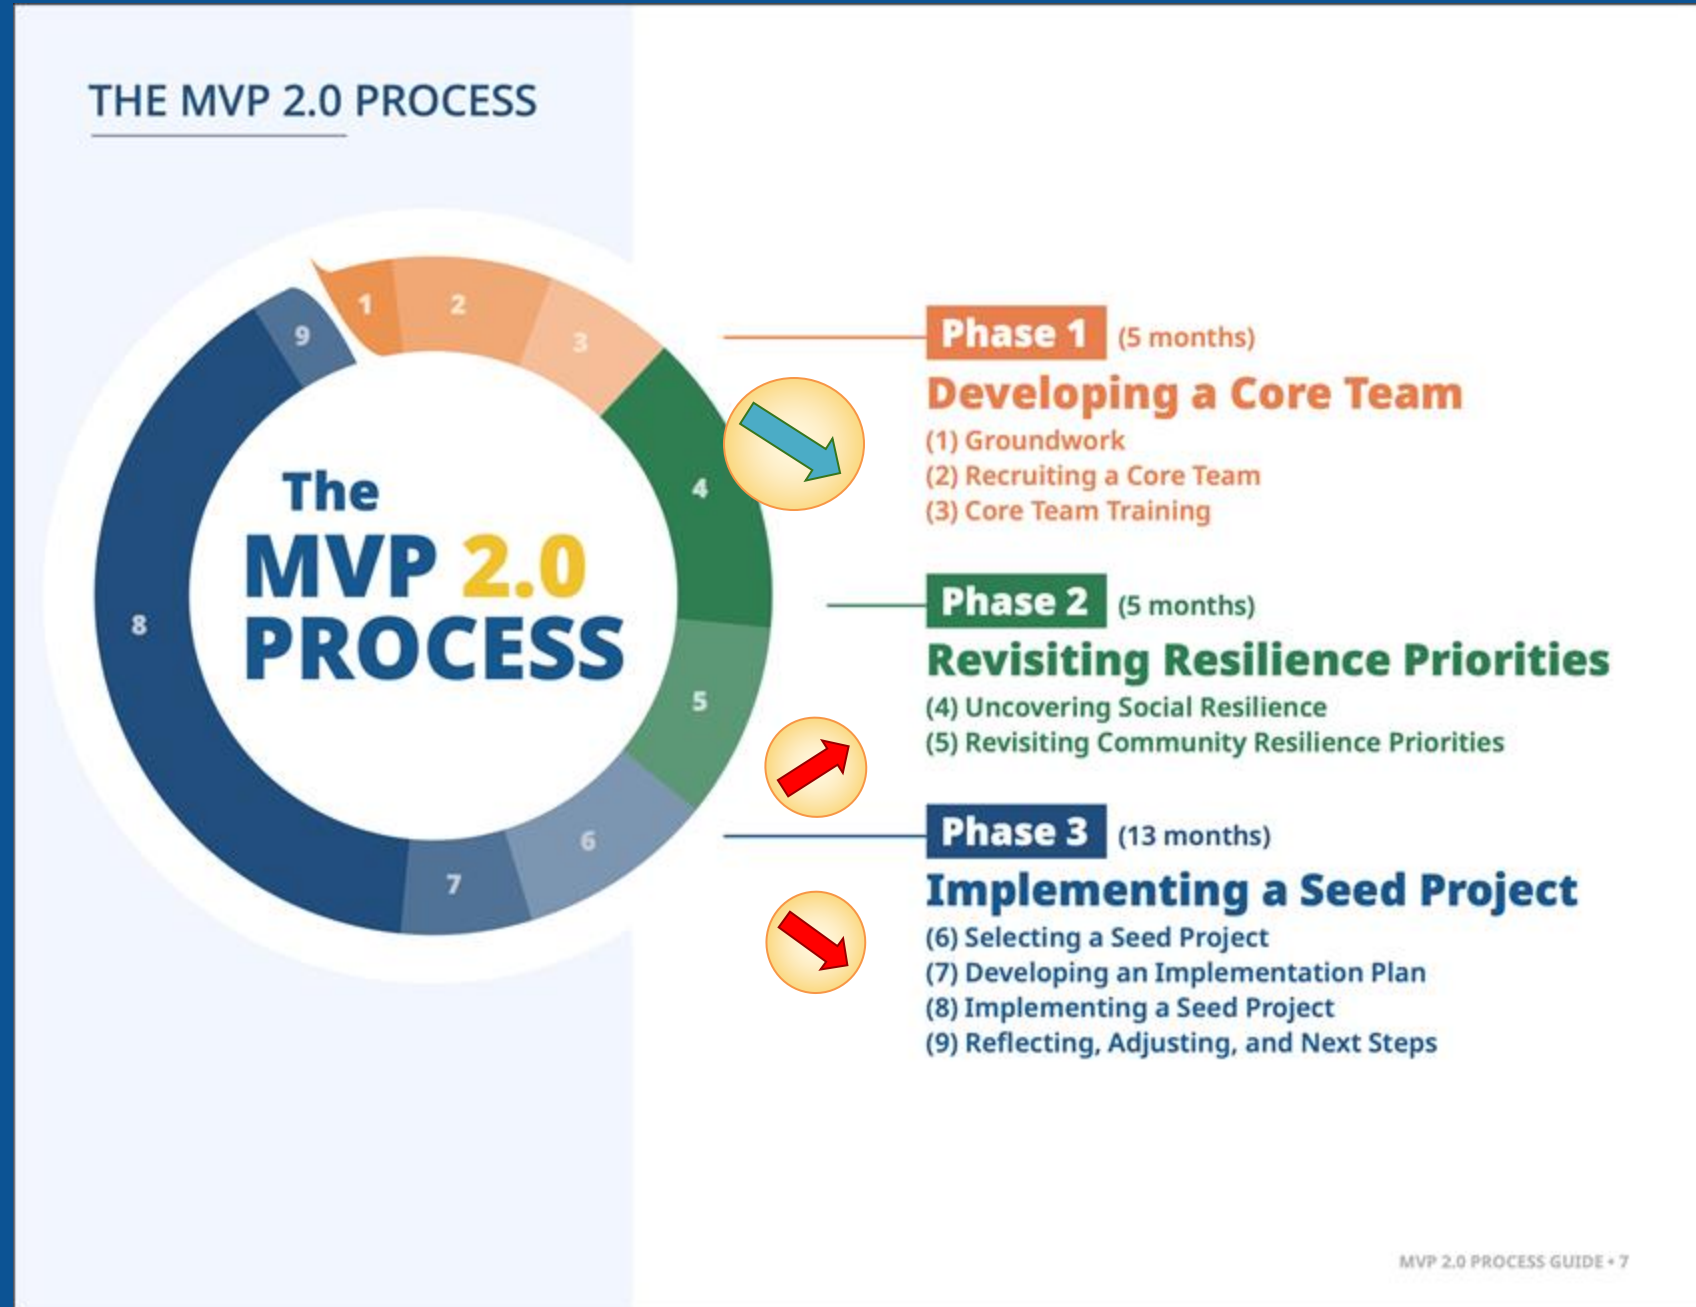 THE MVP 2.0 PROCESS
1
2
3
4
5
6
7
8
9
The
MVP 2.0
PROCESS
Phase 1 (5 months)
Developing a Core Team
(1) Groundwork
(2) Recruiting a Core Team
(3) Core Team Training
Phase 2 (5 months)
Revisiting Resilience Priorities
(4) Uncovering Social Resilience
(5) Revisiting Community Resilience Priorities
Phase 3 (13 months)
Implementing a Seed Project
(6) Selecting a Seed Project
(7) Developing an Implementation Plan
(8) Implementing a Seed Project
(9) Reflecting, Adjusting, and Next Steps
MVP 2.0 PROCESS GUIDE • 7